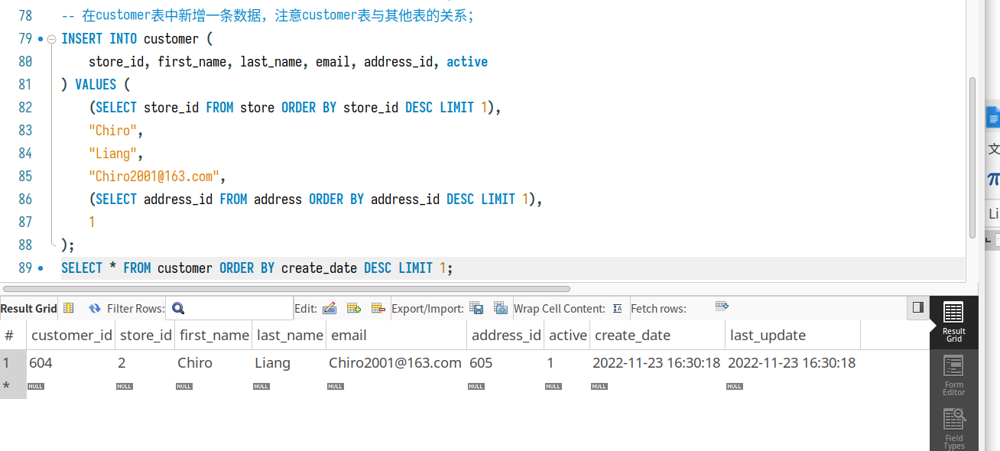 78 -- 在customer表中新增一条数据，注意customer表与其他表的关系；
79 INSERT INTO customer (
80 store_id, first_name, last_name, email, address_id, active
81 ) VALUES (
82 (SELECT store_id FROM store ORDER BY store_id DESC LIMIT 1),
83 "Chiro",
84 "Liang",
85 "Chiro2001@163.com",
86 (SELECT address_id FROM address ORDER BY address_id DESC LIMIT 1),
87 1
88 );
89 SELECT * FROM customer ORDER BY create_date DESC LIMIT 1;
Result Grid Filter Rows: Edit: Export/Import: Wrap Cell Content: IA Fetch rows:
# customer_id store_id first_name last_name email address_id active create_date last_update
1 604 2 Chiro Liang Chiro2001@163.com 605 1 2022-11-23 16:30:18 2022-11-23 16:30:18
* NULL NULL NULL NULL NULL NULL NULL NULL NULL
Result
Grid
Form
Editor
Field
Types
文
π
Li